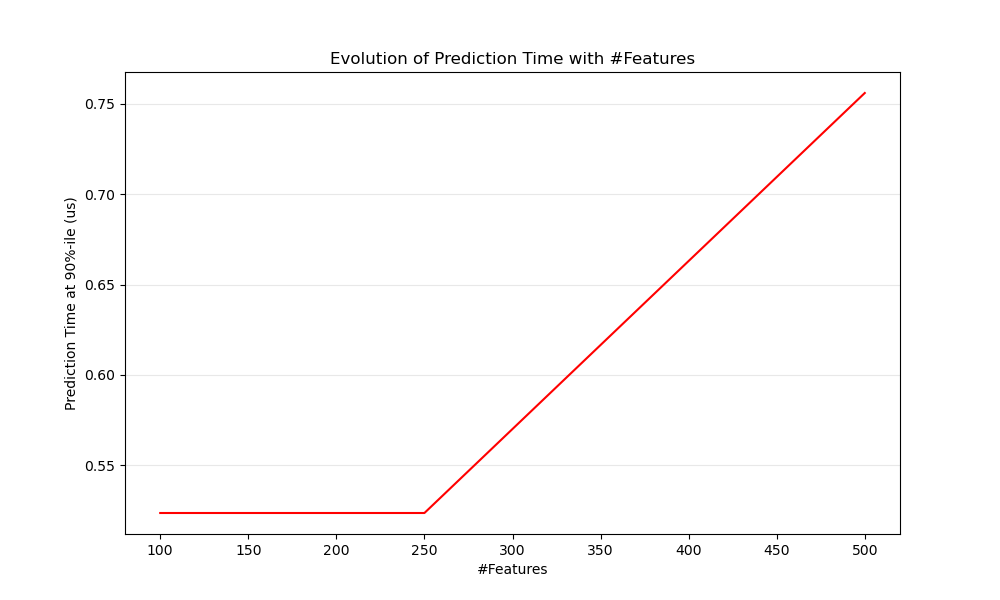 Evolution of Prediction Time with #Features
Prediction Time at 90%-ile (us)
0.75
0.70
0.65
0.60
0.55
100 150 200 250 300 350 400 450 500
#Features